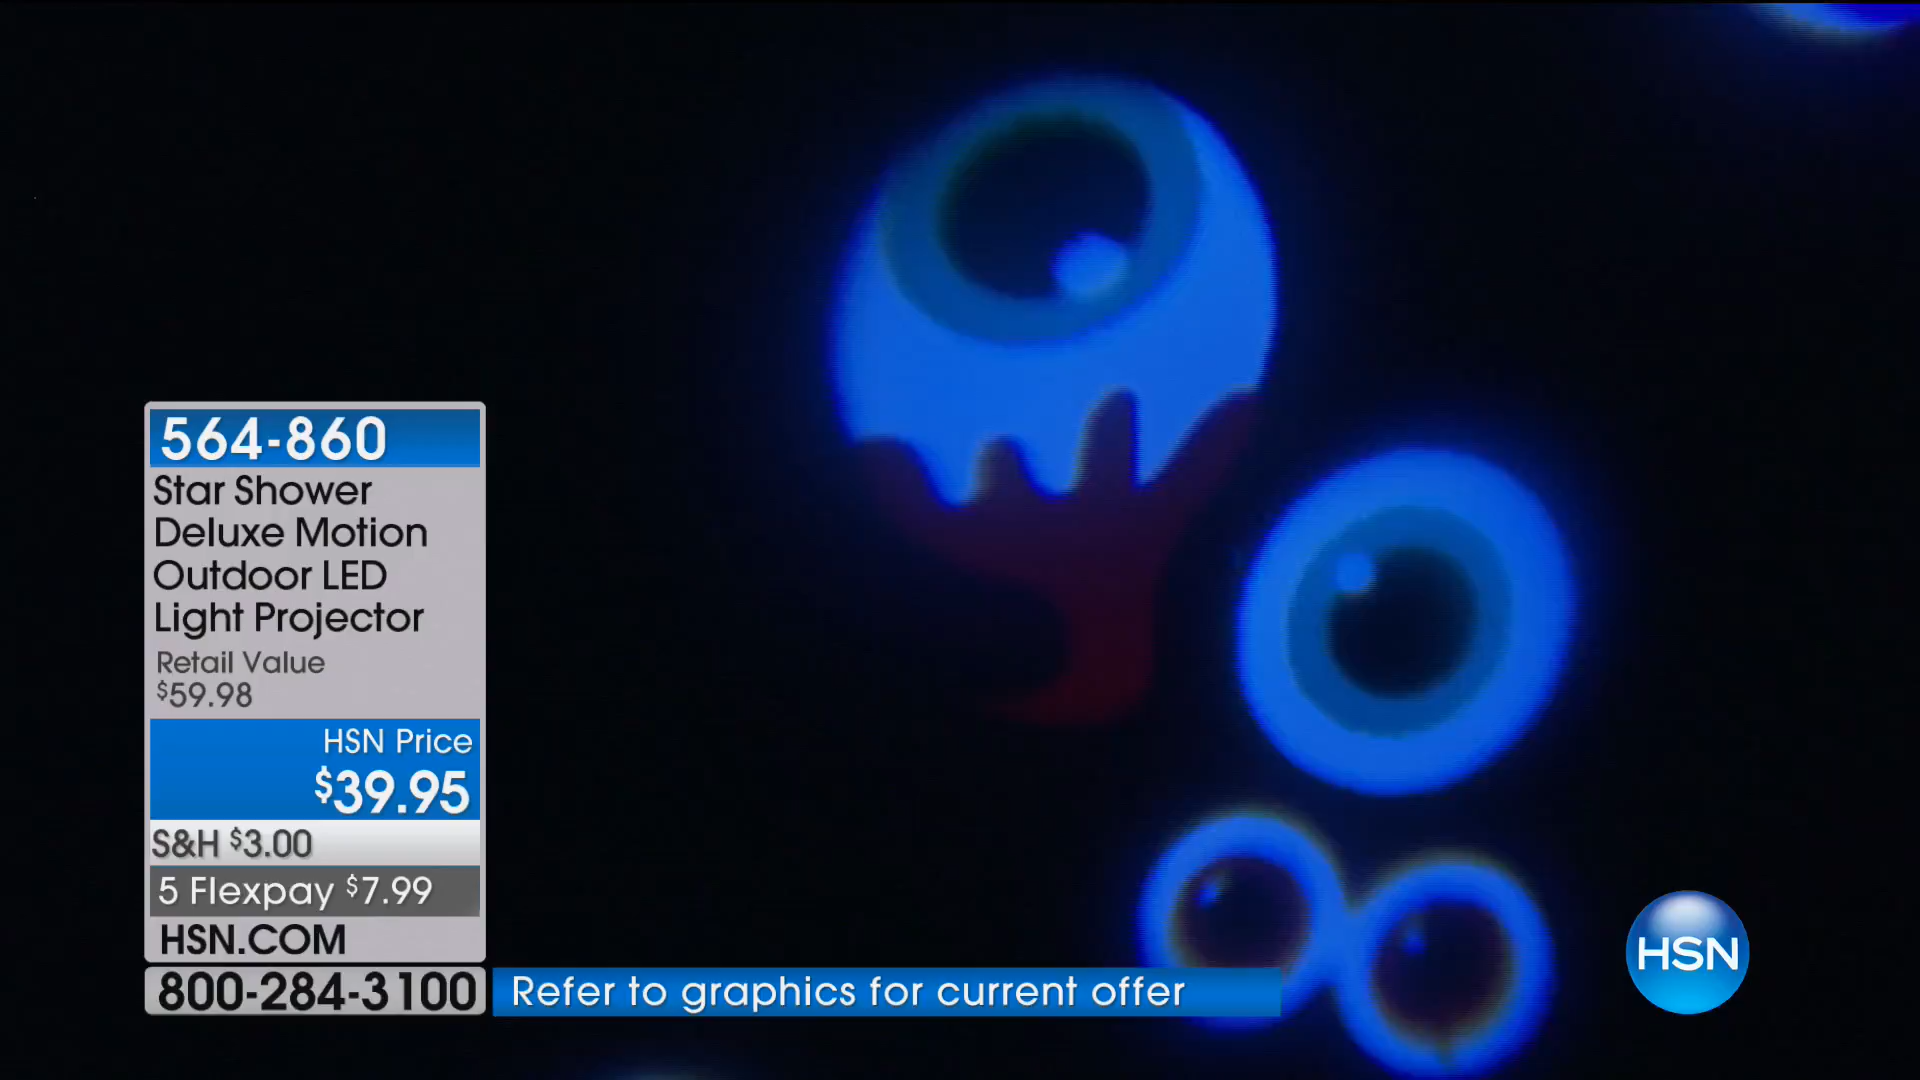 564-860
Star Shower
Deluxe Motion
Outdoor LED
Light Projector
Retail Value
$59.98
HSN Price
$39.95
S&H $3.00
5 Flexpay $7.99
HSN.COM
800-284-3100
Refer to graphics for current offer
HSN